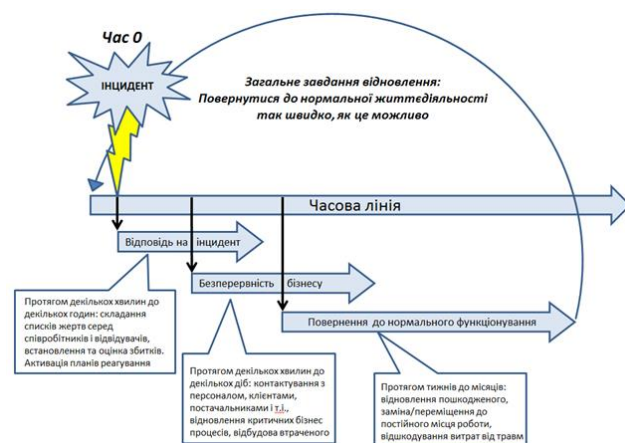 Час 0
ІНЦИДЕНТ
Загальне завдання відновлення:
Повернутися до нормальної життєдіяльності
так швидко, як це можливо
Часова лінія
Відповідь на інцидент
Безперервність бізнесу
Повернення до нормального функціонування
Протягом декількох хвилин до
декількох годин: складання
списків жертв серед
співробітників і відвідувачів,
встановлення та оцінка збитків.
Активація планів реагування
Протягом декількох хвилин до
декількох діб: контактування з
персоналом, клієнтами,
постачальниками і т.і.,
відновлення критичних бізнес
процесів, відбудова втраченого
Протягом тижнів до місяців:
відновлення пошкодженого,
заміна/переміщення до
постійного місця роботи,
відшкодування витрат від травм